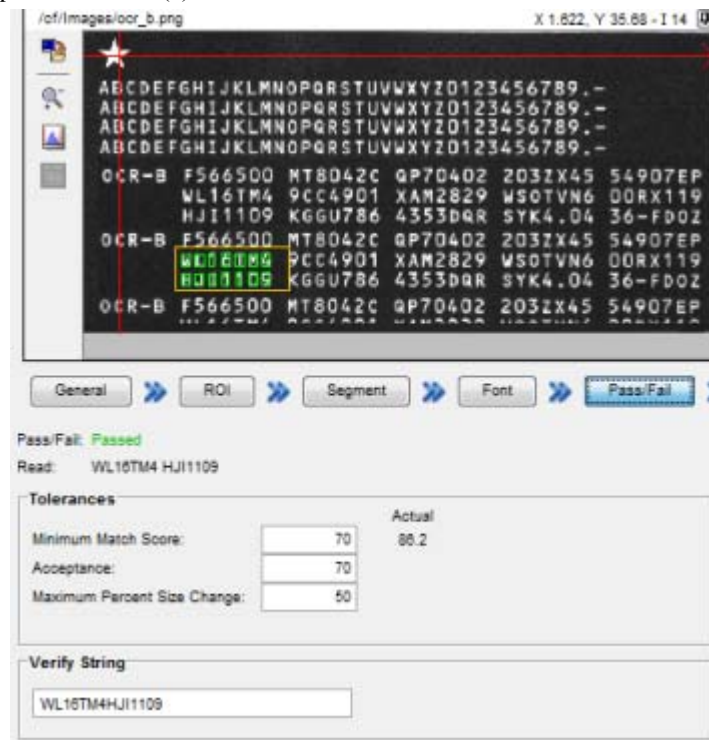 /cf/Images/ocr_b.png X 1.622, Y 35.68 - I 14
ABCDEFGHIJKLMNOPQRSTUVWXYZ0123456789.-
ABCDEFGHIJKLMNOPQRSTUVWXYZ0123456789.-
ABCDEFGHIJKLMNOPQRSTUVWXYZ0123456789.-
ABCDEFGHIJKLMNOPQRSTUVWXYZ0123456789.-
OCR-B F566500 MT8042C QP70402 203ZX45 54907EP
WL16TM4 9CC4901 XAM2829 WSOTVN6 00RX119
HJI1109 KGGU786 4353DQR SYK4.04 36-FDOZ
OCR-B F566500 MT8042C QP70402 203ZX45 54907EP
WL16TM4 9CC4901 XAM2829 WSOTVN6 00RX119
HJI1109 KGGU786 4353DQR SYK4.04 36-FDOZ
OCR-B F566500 MT8042C QP70402 203ZX45 54907EP
General ROI Segment Font Pass/Fail
Pass/Fail: Passed
Read: WL16TM4 HJI1109
Tolerances
Actual
Minimum Match Score: 70 86.2
Acceptance: 70
Maximum Percent Size Change: 50
Verify String
WL16TM4HJI1109